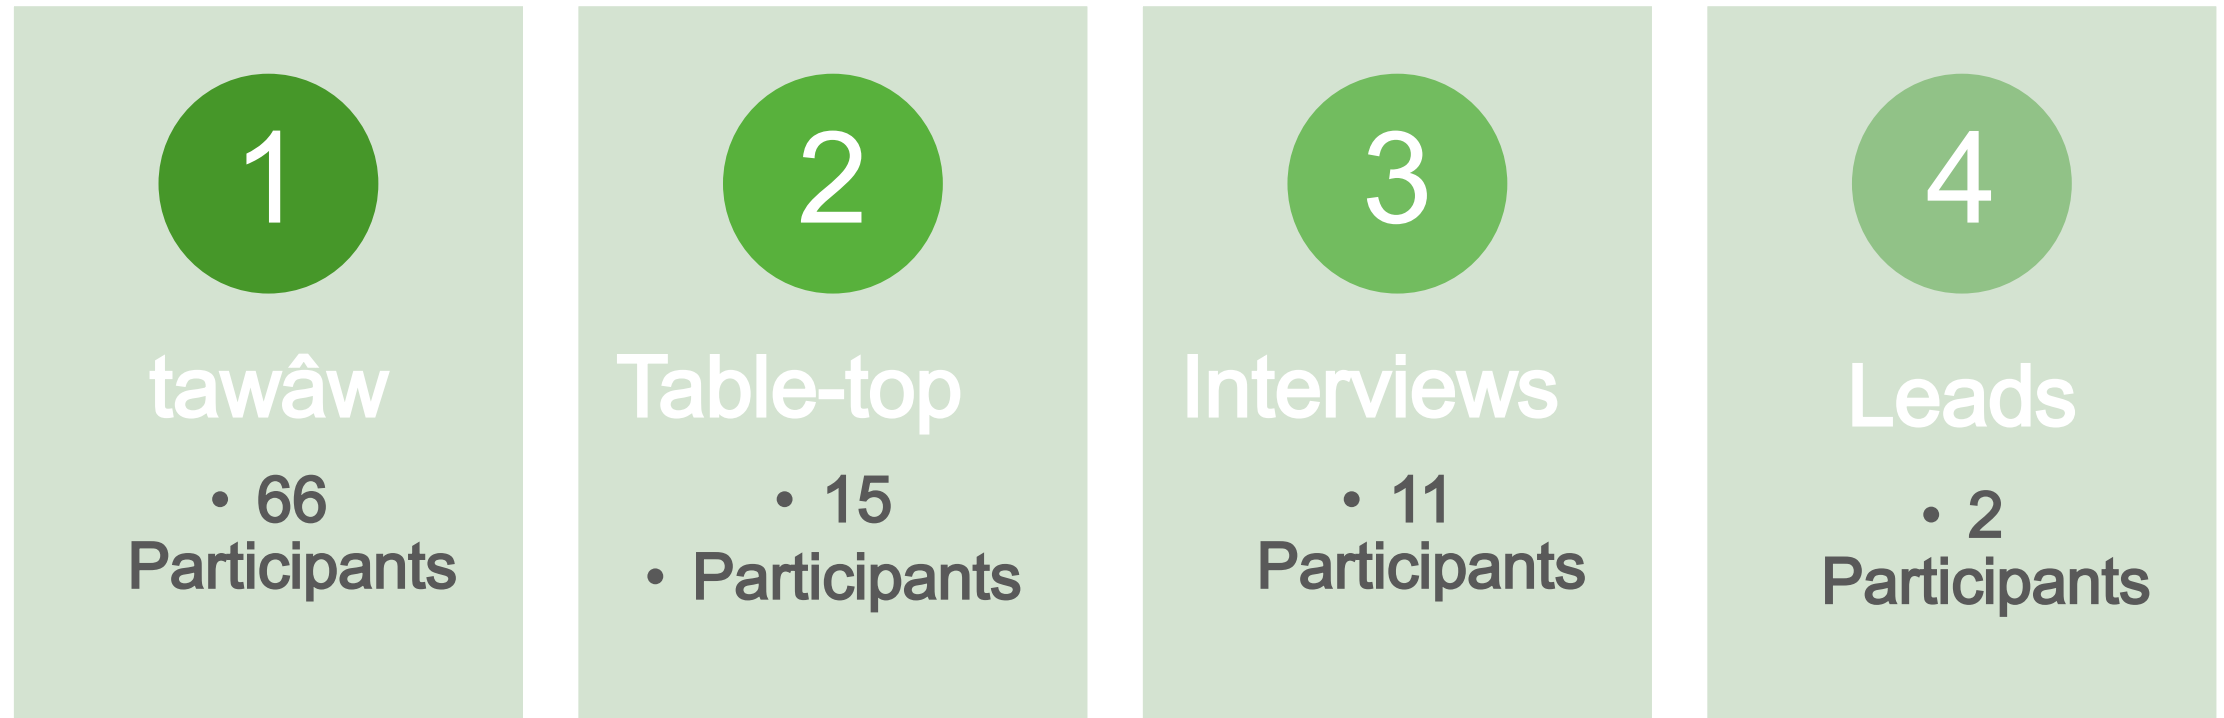 1
tawâw
• 66
Participants
2
Table-top
• 15
• Participants
3
Interviews
• 11
Participants
4
Leads
• 2
Participants